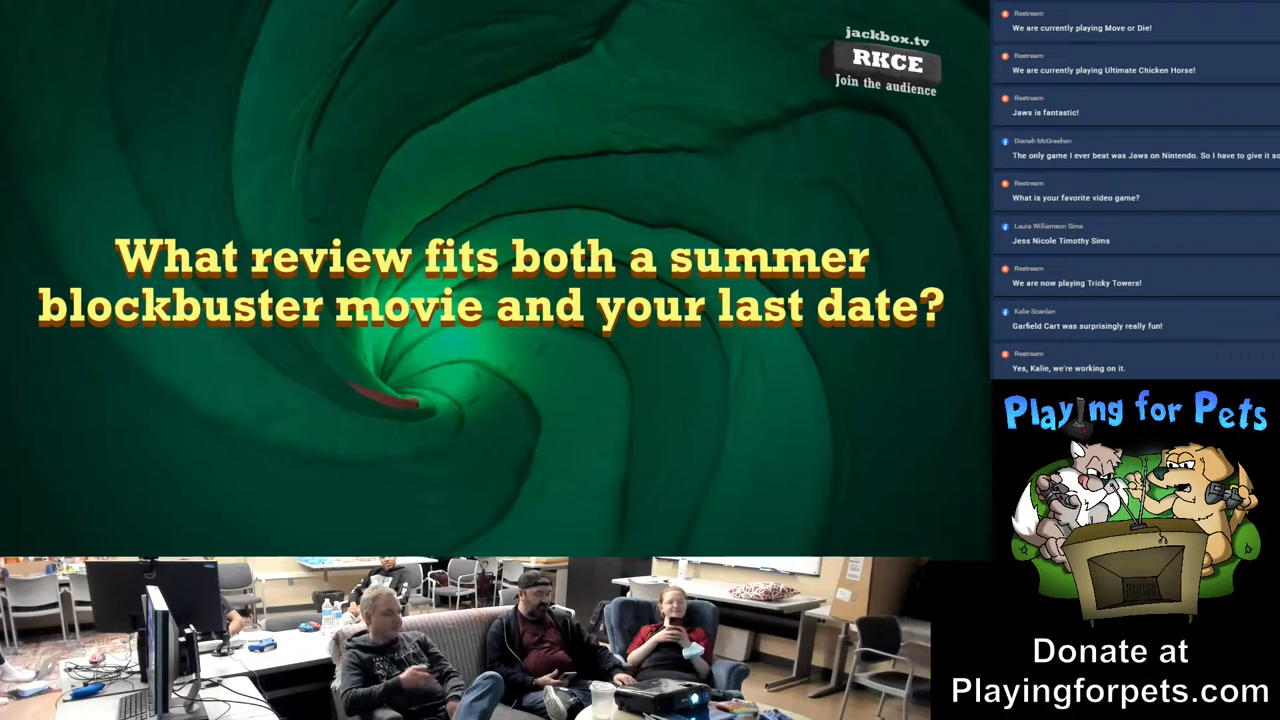 jackbox.tv
RKCE
Join the audience
What review fits both a summer
blockbuster movie and your last date?
Restream
We are currently playing Move or Die!
Restream
We are currently playing Ultimate Chicken Horse!
Restream
Jaws is fantastic!
Dianah McGreehan
The only game I ever beat was Jaws on Nintendo. So I have to give it so
Restream
What is your favorite video game?
Laura Williamson Sims
Jess Nicole Timothy Sims
Restream
We are now playing Tricky Towers!
Kalie Scanlan
Garfield Cart was surprisingly really fun!
Restream
Yes, Kalie, we're working on it.
Playing for Pets
Donate at
Playingforpets.com